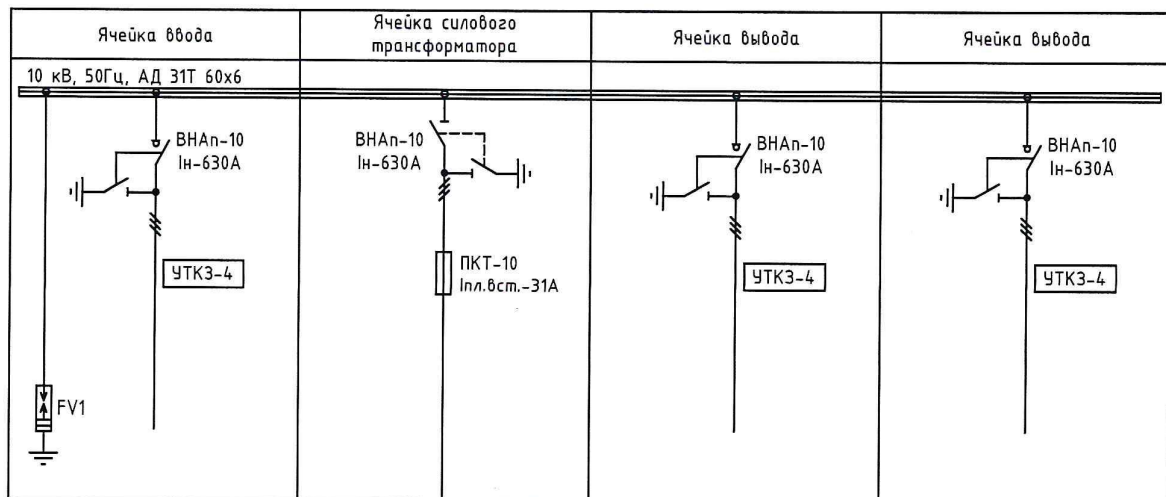 Ячейка ввода
Ячейка силового
трансформатора
Ячейка вывода
Ячейка вывода
10 кВ, 50Гц, АД 31Т 60х6
ВНАп-10
Iн-630А
УТКЗ-4
FV1
ВНАп-10
Iн-630А
ПКТ-10
Iпл.вст.-31А
ВНАп-10
Iн-630А
УТКЗ-4
ВНАп-10
Iн-630А
УТКЗ-4